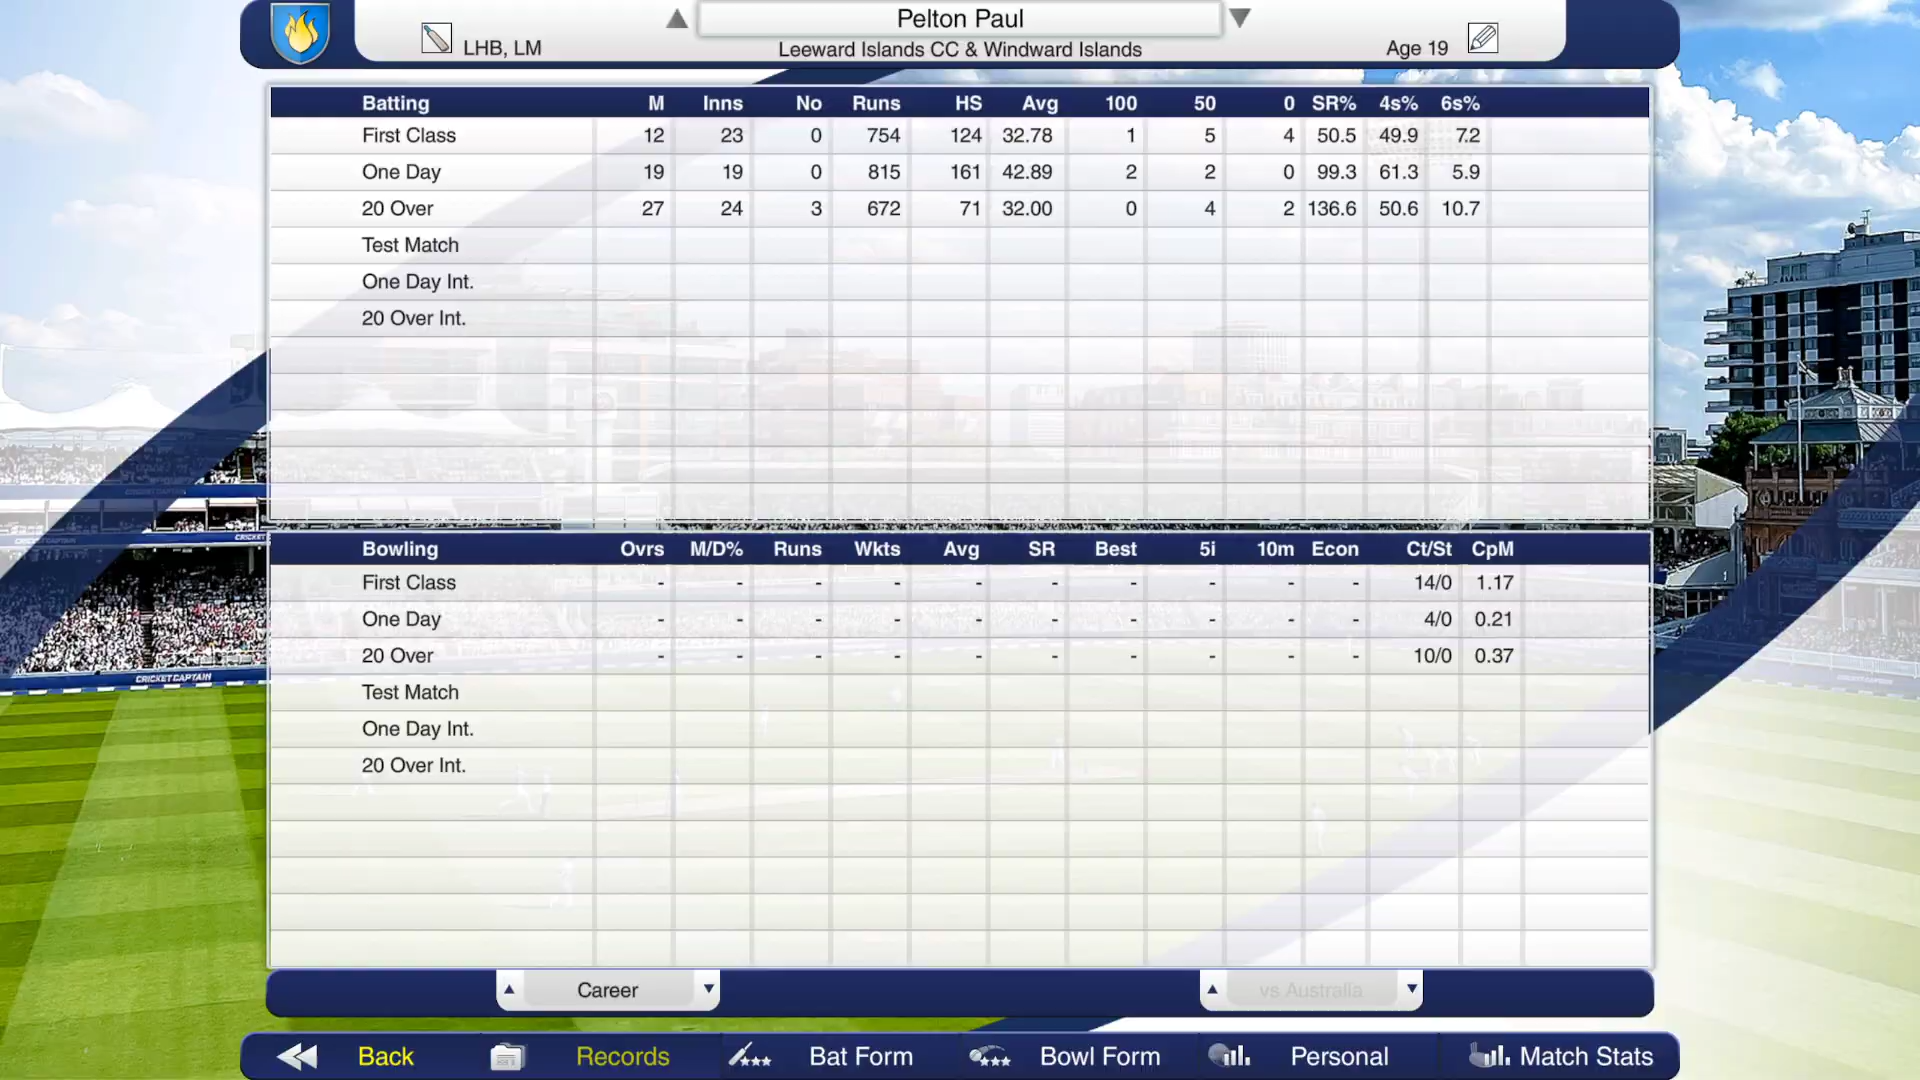 Pelton Paul
LHB, LM
Leeward Islands CC & Windward Islands
Age 19
Batting M Inns No Runs HS Avg 100 50 0 SR% 4s% 6s%
First Class 12 23 0 754 124 32.78 1 5 4 50.5 49.9 7.2
One Day 19 19 0 815 161 42.89 2 2 0 99.3 61.3 5.9
20 Over 27 24 3 672 71 32.00 0 4 2 136.6 50.6 10.7
Test Match
One Day Int.
20 Over Int.
Bowling Ovrs M/D% Runs Wkts Avg SR Best 5i 10m Econ Ct/St CpM
First Class - - - - - - - - - - 14/0 1.17
One Day - - - - - - - - - - 4/0 0.21
20 Over - - - - - - - - - - 10/0 0.37
Test Match
One Day Int.
20 Over Int.
CRICKET CAPTAIN
Career
vs Australia
Back Records Bat Form Bowl Form Personal Match Stats